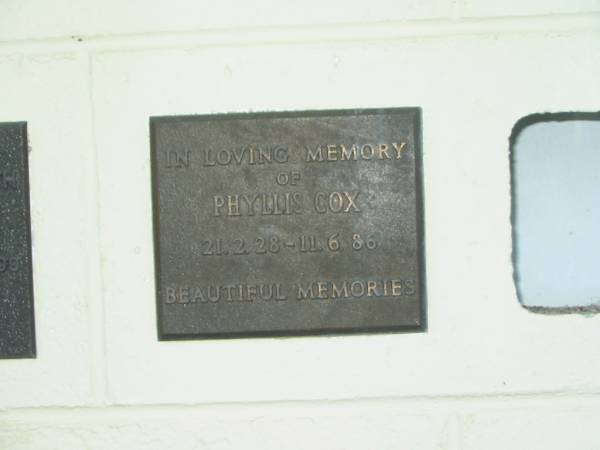 IN LOVING MEMORY
OF
PHYLLIS COX
21.2.28-11.6.86
BEAUTIFUL MEMORIES